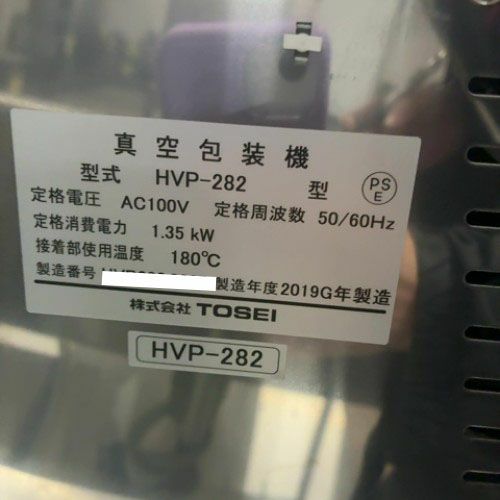 真空包装機
型式 HVP-282 型
PSE
定格電圧 AC100V 定格周波数 50/60Hz
定格消費電力 1.35 kW
接着部使用温度 180℃
製造番号 製造年度2019G年製造
株式会社 TOSEI
HVP-282